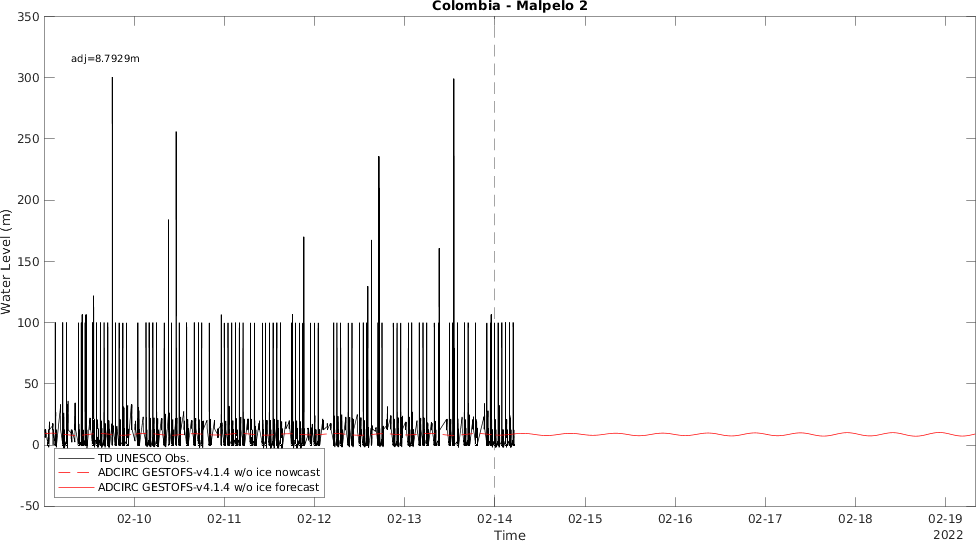 Colombia - Malpelo 2
adj=8.7929m
350
300
250
200
150
100
50
0
-50
Water Level (m)
TD UNESCO Obs.
ADCIRC GESTOFS-v4.1.4 w/o ice nowcast
ADCIRC GESTOFS-v4.1.4 w/o ice forecast
02-10 02-11 02-12 02-13 02-14 02-15 02-16 02-17 02-18 02-19
Time
2022